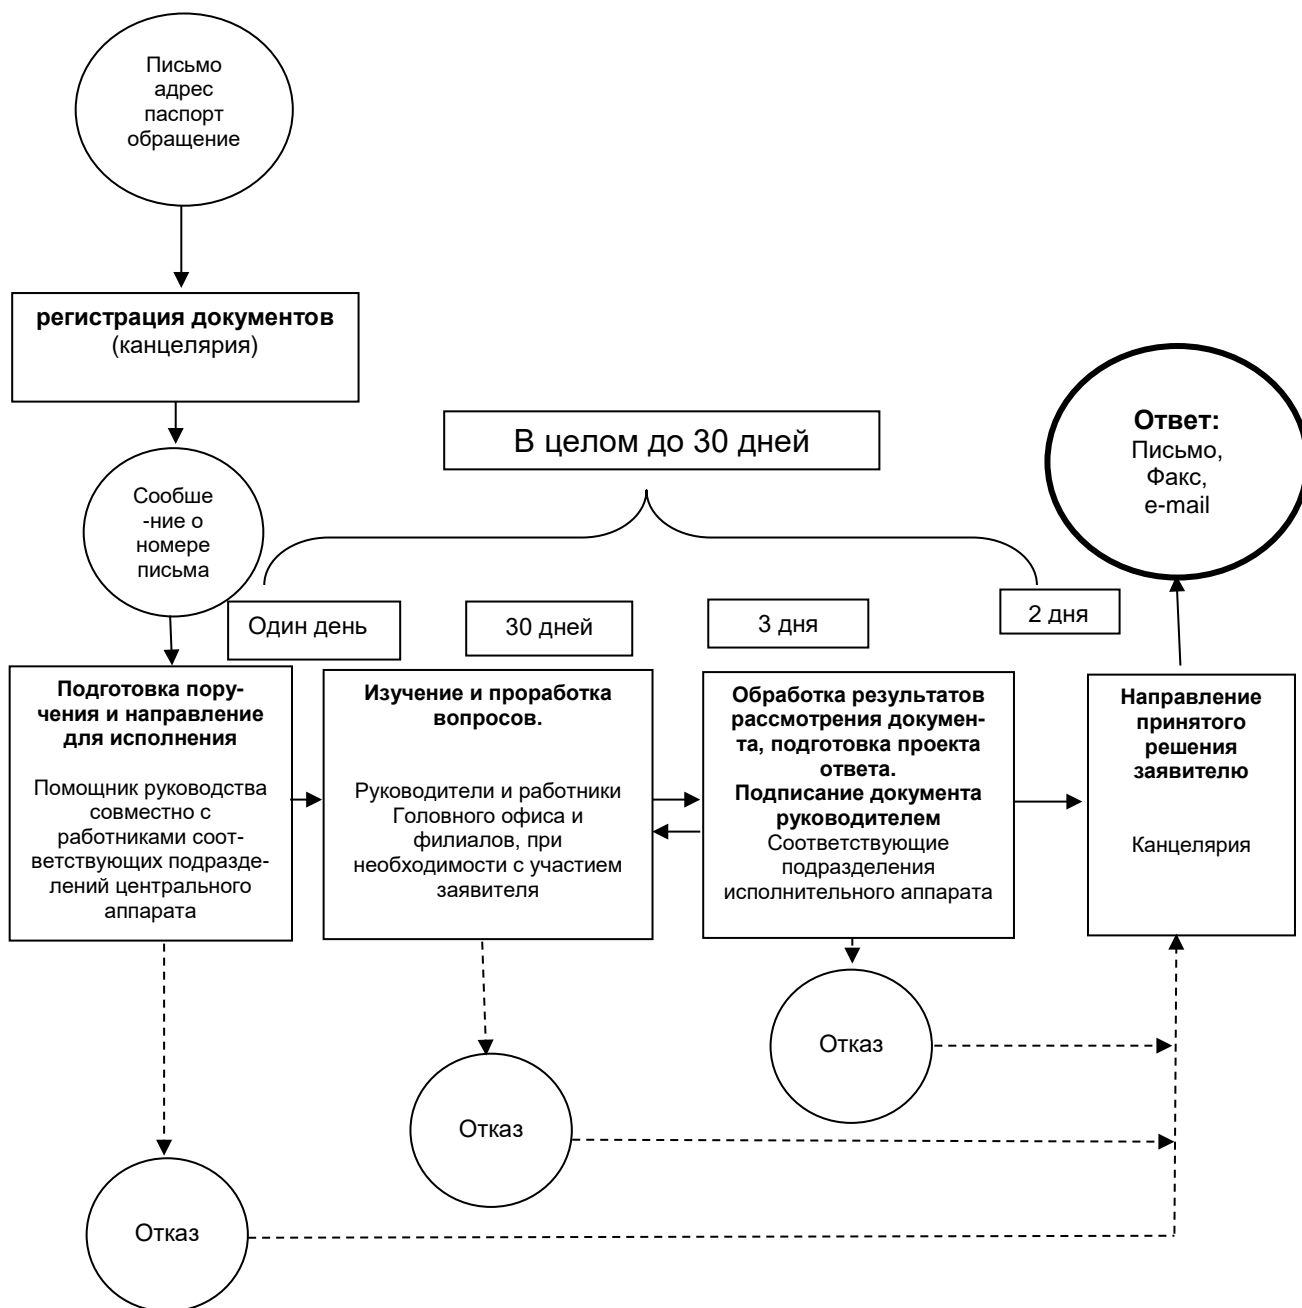 Письмо
адрес
паспорт
обращение
регистрация документов
(канцелярия)
Сообше
-ние о
номере
письма
В целом до 30 дней
Ответ:
Письмо,
Факс,
e-mail
Один день
30 дней
3 дня
2 дня
Подготовка пору-
чения и направление
для исполнения
Помощник руководства
совместно с
работниками соот-
ветствующих подразде-
лений центрального
аппарата
Изучение и проработка
вопросов.
Руководители и работники
Головного офиса и
филиалов, при
необходимости с участием
заявителя
Обработка результатов
рассмотрения докумен-
та, подготовка проекта
ответа.
Подписание документа
руководителем
Соответствующие
подразделения
исполнительного аппарата
Направление
принятого
решения
заявителю
Канцелярия
Отказ
Отказ
Отказ